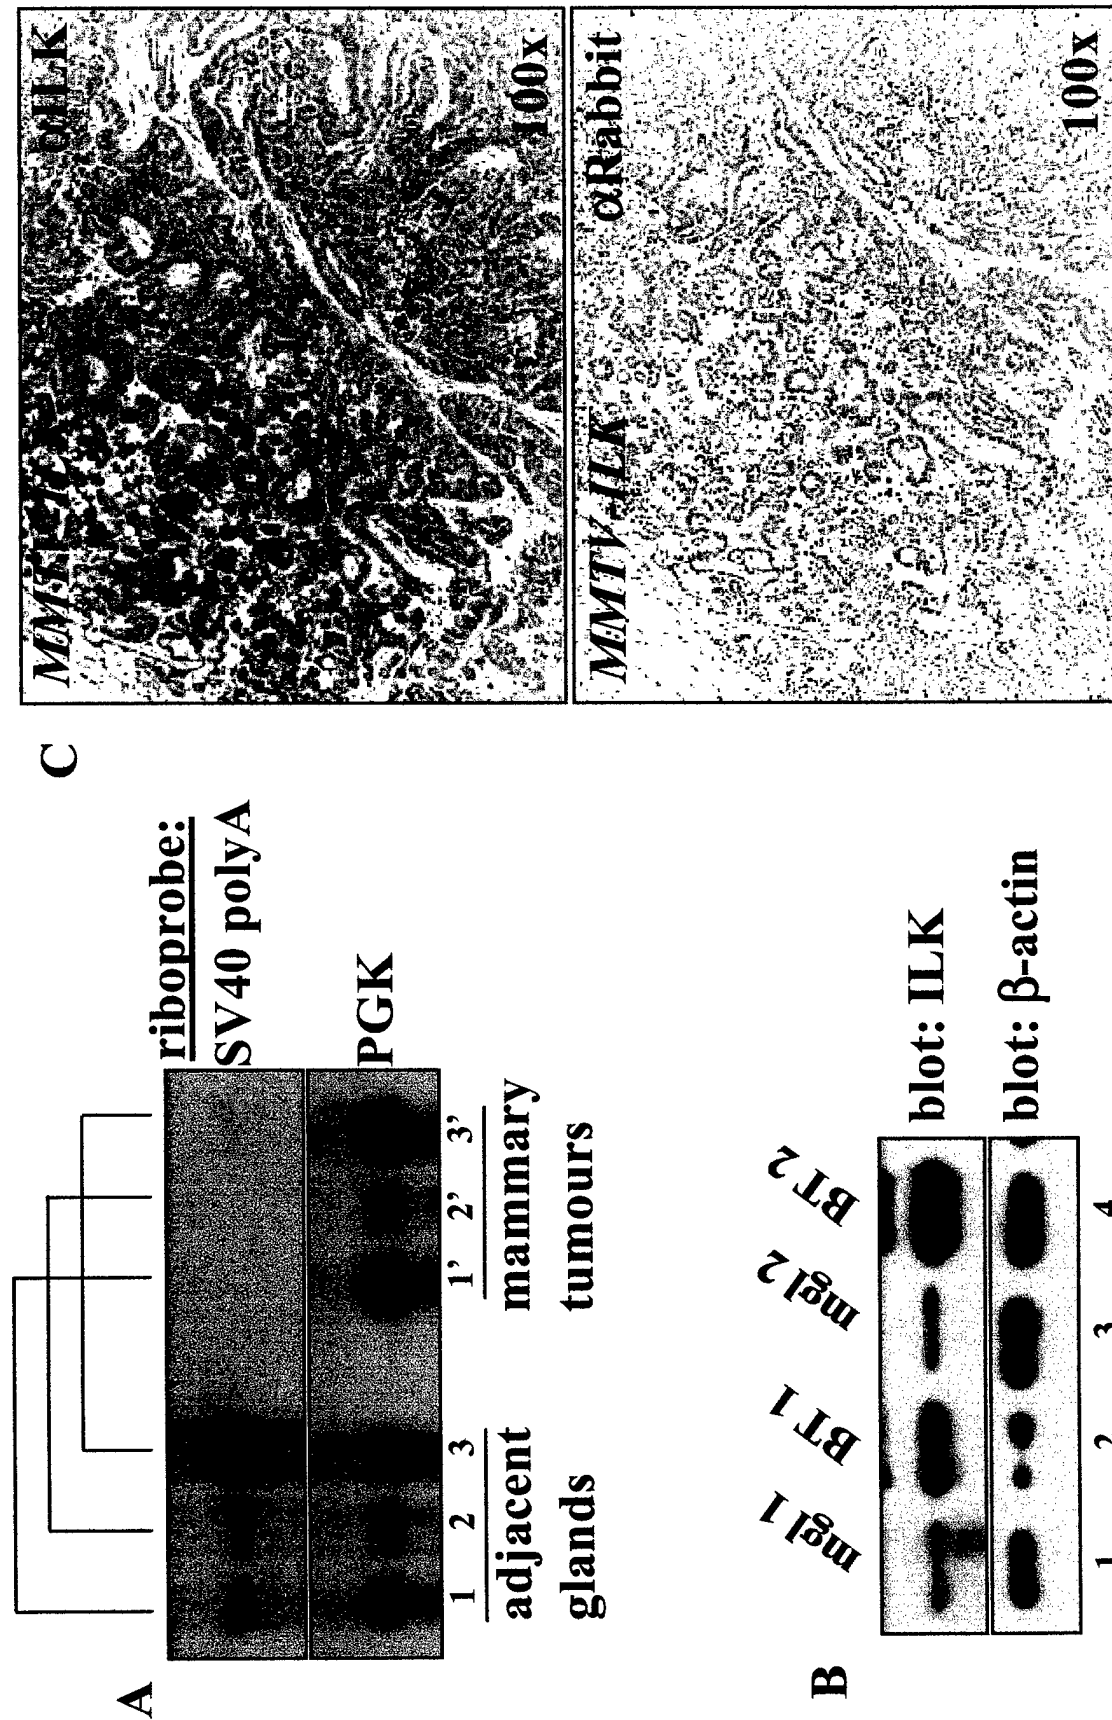 A
riboprobe:
SV40 polyA
PGK
1 2 3 1' 2' 3'
adjacent glands
mammary tumours
B
mgl 1 BT 1 mgl 2 BT 2
blot: ILK
blot: β-actin
1 2 3 4
C
αILK
100x
MMTV-ILK
αRabbit
100x